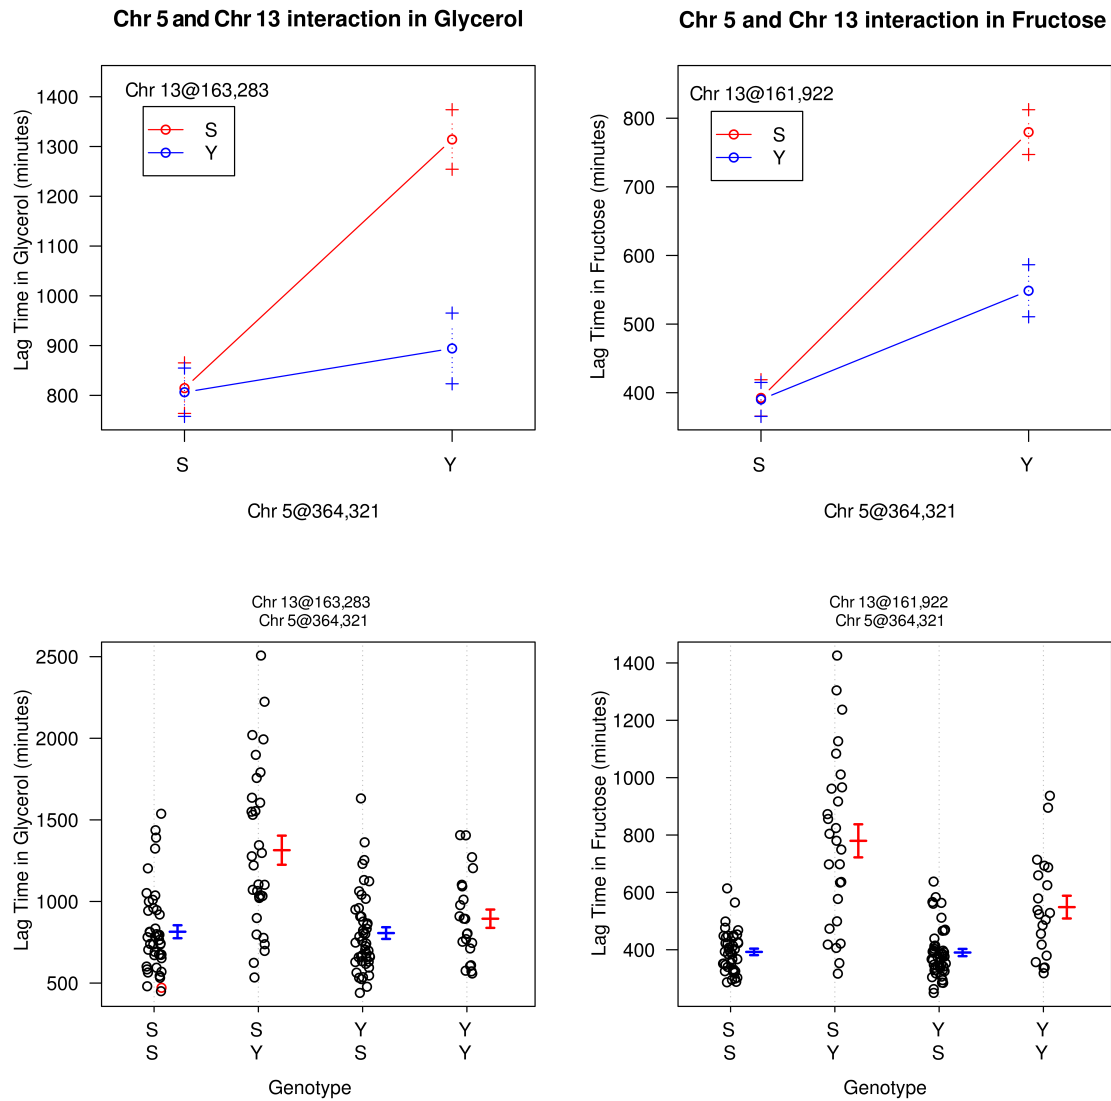 Chr 5 and Chr 13 interaction in Glycerol
Lag Time in Glycerol (minutes)
1400
1300
1200
1100
1000
900
800
Chr 13@163,283
S
Y
S
Y
Chr 5@364,321
Chr 5 and Chr 13 interaction in Fructose
Lag Time in Fructose (minutes)
800
700
600
500
400
Chr 13@161,922
S
Y
S
Y
Chr 5@364,321
Chr 13@163,283
Chr 5@364,321
Lag Time in Glycerol (minutes)
2500
2000
1500
1000
500
S S Y Y
S Y S Y
Genotype
Chr 13@161,922
Chr 5@364,321
Lag Time in Fructose (minutes)
1400
1200
1000
800
600
400
S S Y Y
S Y S Y
Genotype